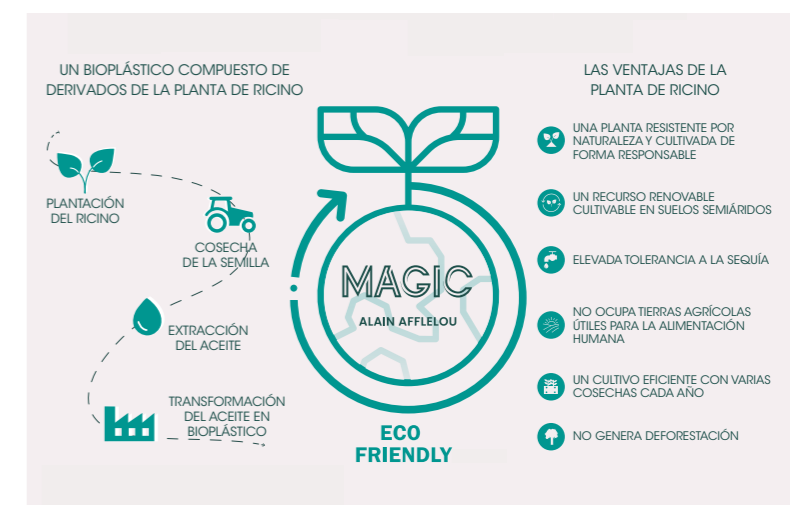 UN BIOPLÁSTICO COMPUESTO DE
DERIVADOS DE LA PLANTA DE RICINO
PLANTACIÓN
DEL RICINO
COSECHA
DE LA SEMILLA
EXTRACCIÓN
DEL ACEITE
TRANSFORMACIÓN
DEL ACEITE EN
BIOPLÁSTICO
MAGIC
ALAIN AFFLELOU
ECO
FRIENDLY
LAS VENTAJAS DE LA
PLANTA DE RICINO
UNA PLANTA RESISTENTE POR
NATURALEZA Y CULTIVADA DE
FORMA RESPONSABLE
UN RECURSO RENOVABLE
CULTIVABLE EN SUELOS SEMIÁRIDOS
ELEVADA TOLERANCIA A LA SEQUÍA
NO OCUPA TIERRAS AGRÍCOLAS
ÚTILES PARA LA ALIMENTACIÓN
HUMANA
UN CULTIVO EFICIENTE CON VARIAS
COSECHAS CADA AÑO
NO GENERA DEFORESTACIÓN